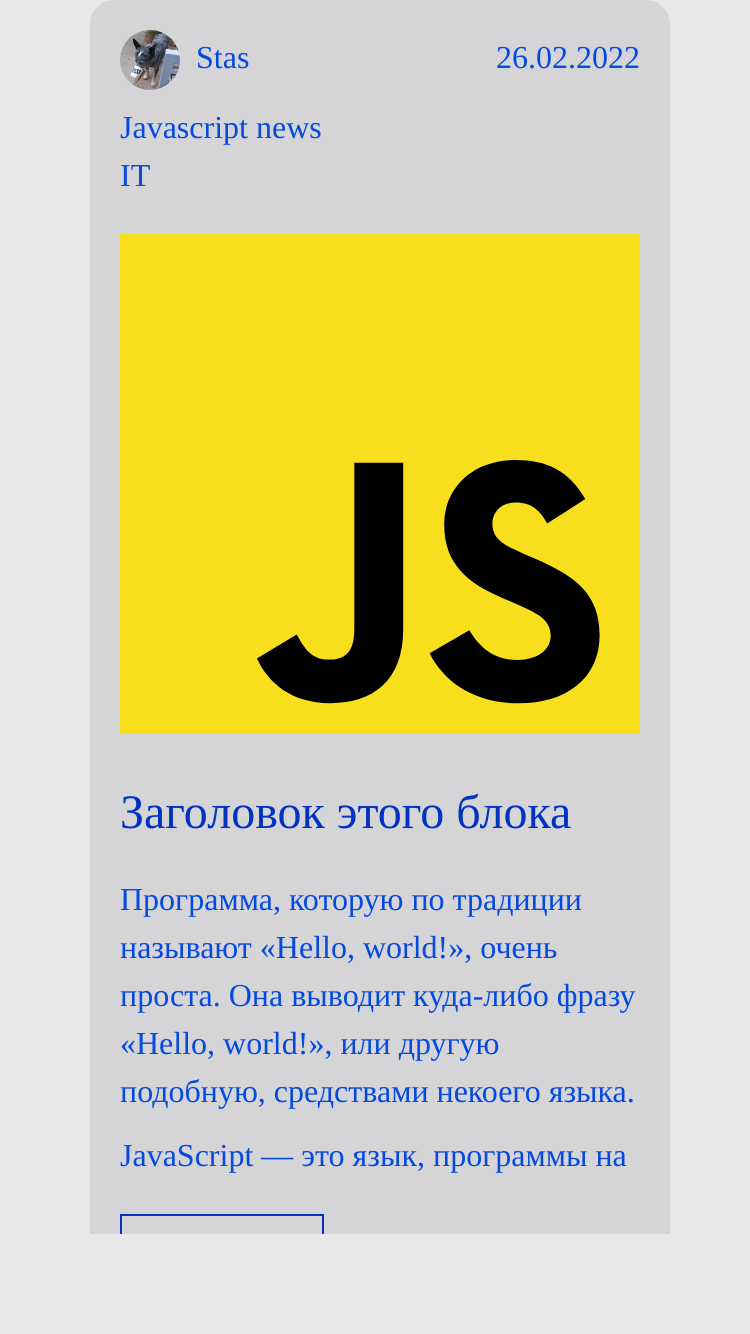 Stas 26.02.2022
Javascript news
IT
JS
Заголовок этого блока
Программа, которую по традиции
называют «Hello, world!», очень
проста. Она выводит куда-либо фразу
«Hello, world!», или другую
подобную, средствами некоего языка.
JavaScript — это язык, программы на